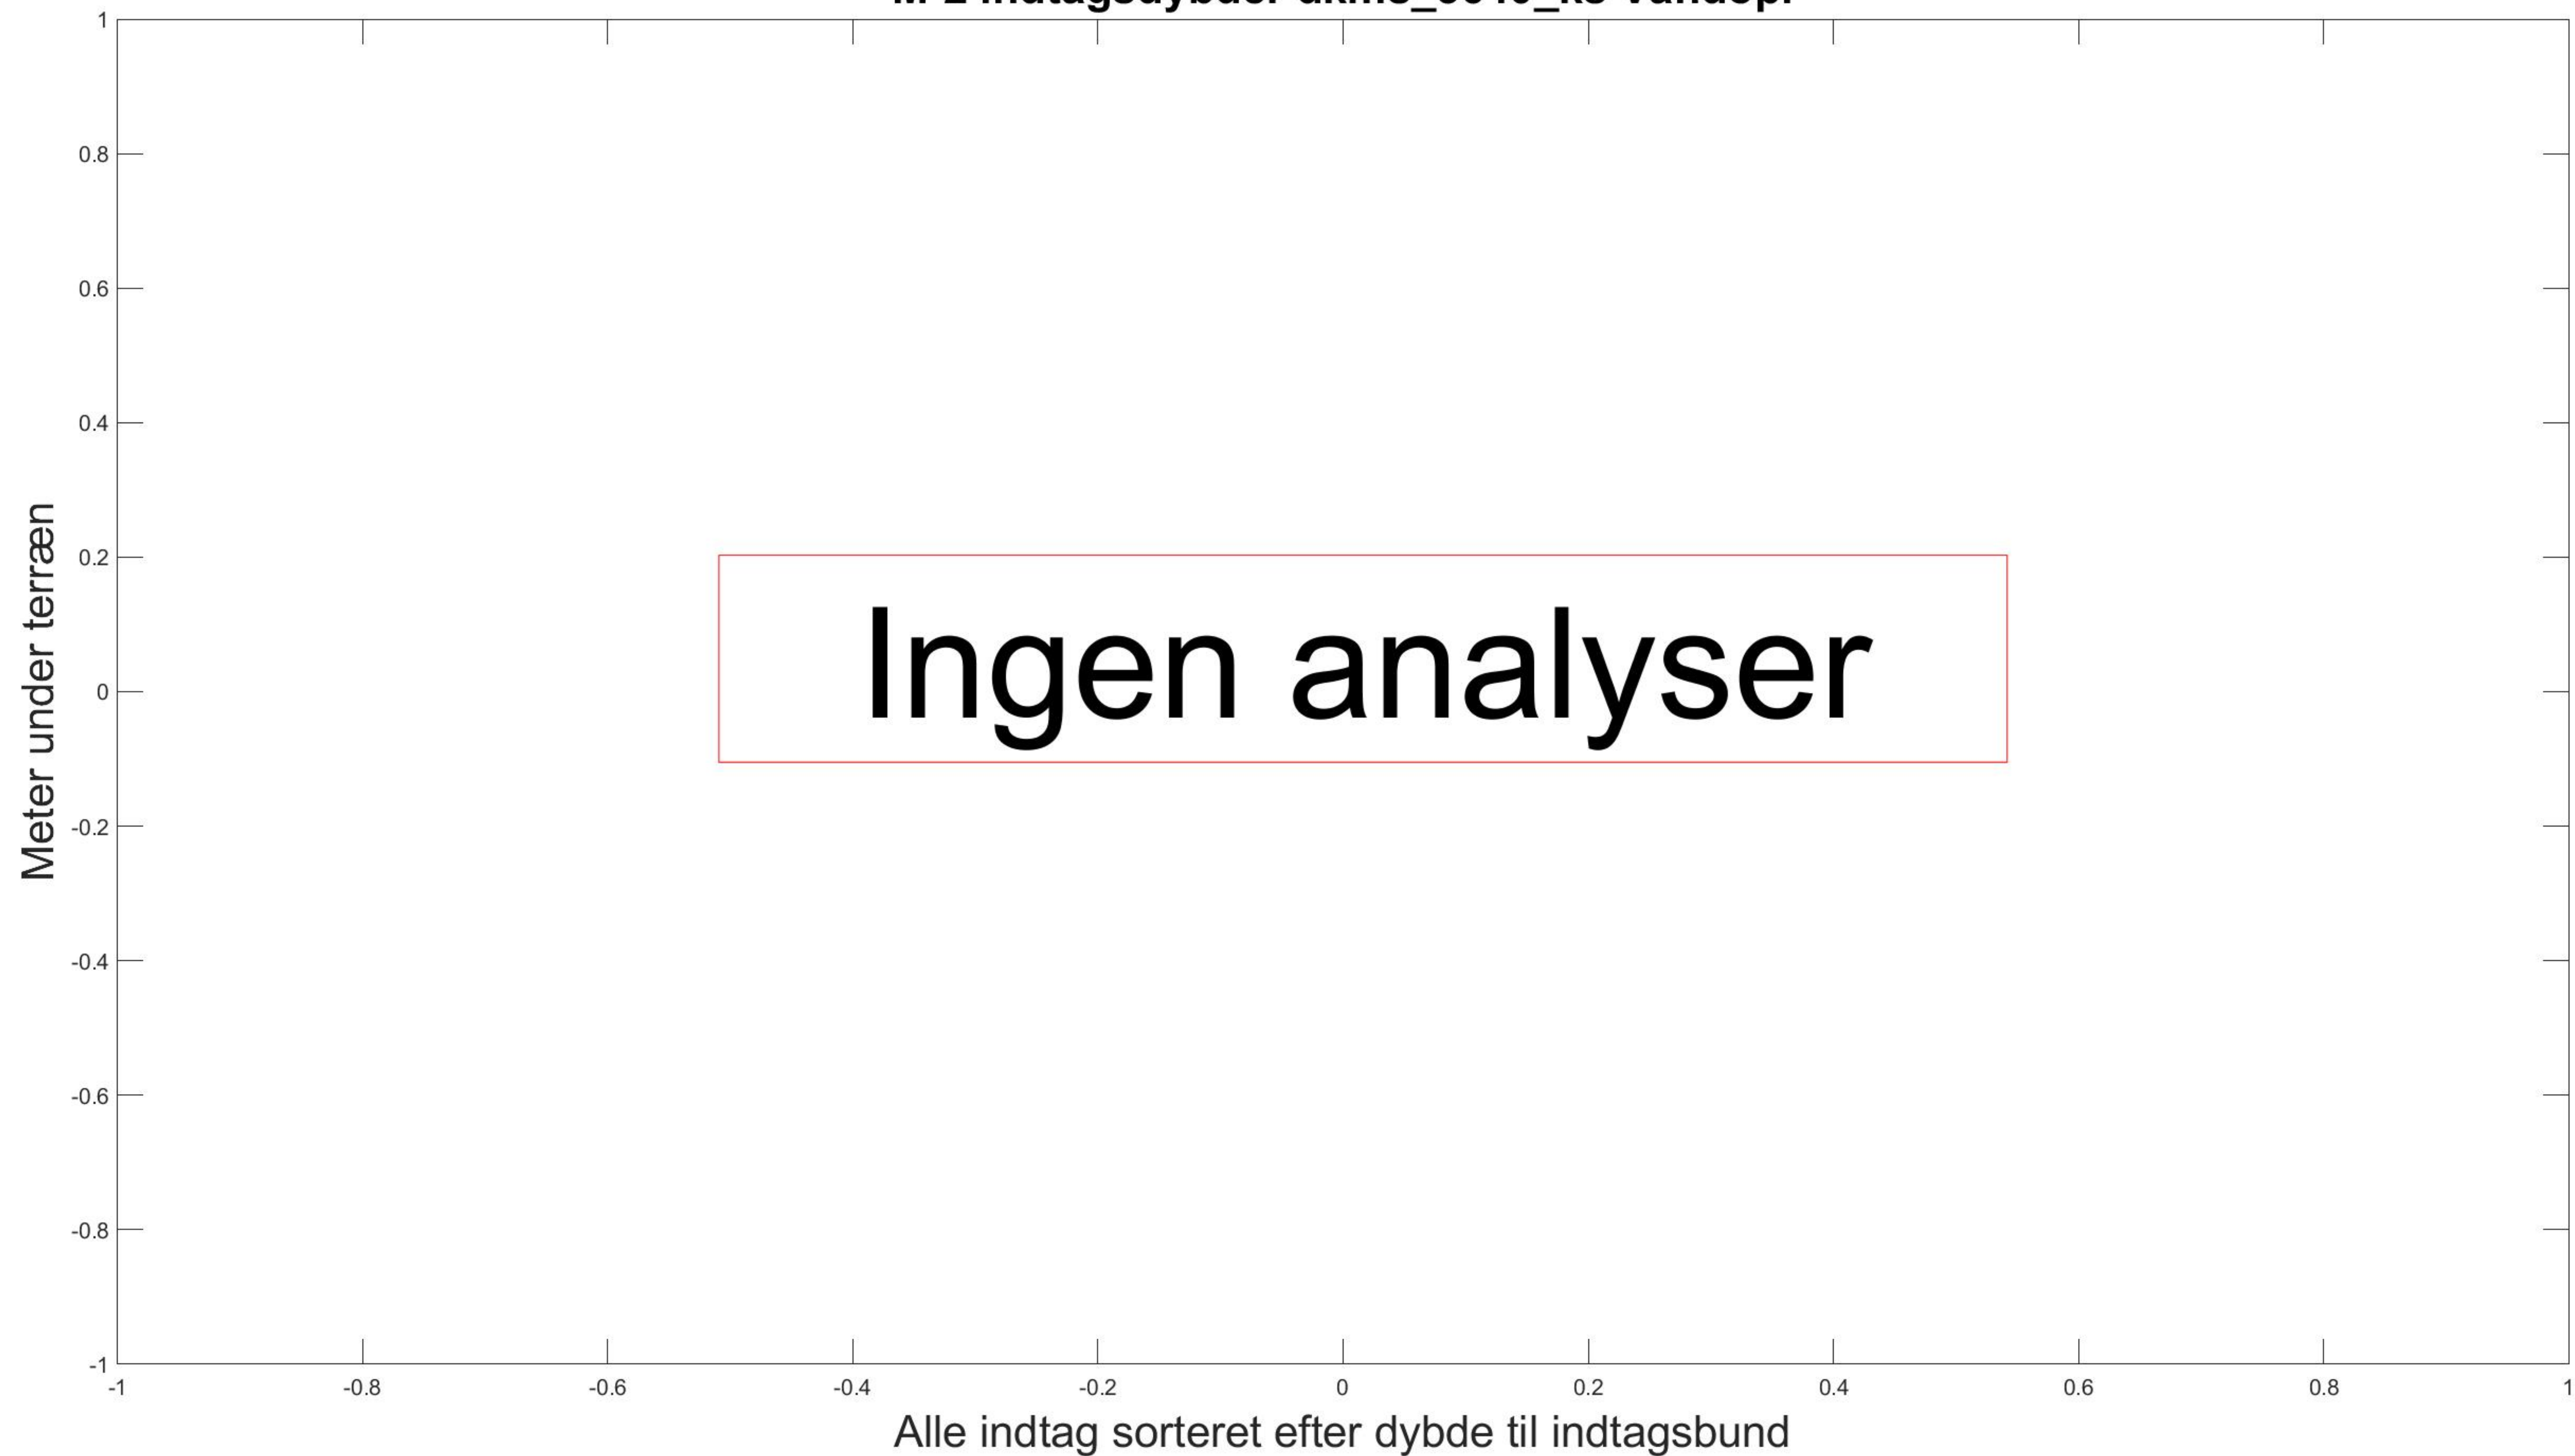 indtagsdybder
1
0.8
0.6
0.4
0.2
0
-0.2
-0.4
-0.6
-0.8
-1
Meter under terræn
Ingen analyser
-1 -0.8 -0.6 -0.4 -0.2 0 0.2 0.4 0.6 0.8 1
Alle indtag sorteret efter dybde til indtagsbund